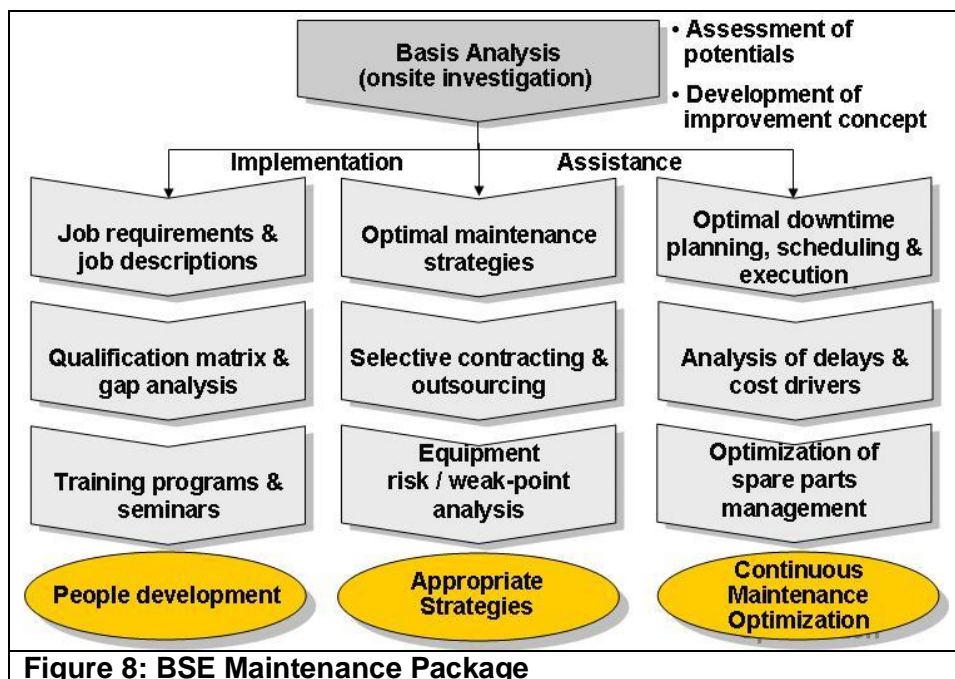 Basis Analysis
(onsite investigation)
• Assessment of
potentials
• Development of
improvement concept
Implementation
Assistance
Job requirements &
job descriptions
Optimal maintenance
strategies
Optimal downtime
planning, scheduling &
execution
Qualification matrix &
gap analysis
Selective contracting &
outsourcing
Analysis of delays &
cost drivers
Training programs &
seminars
Equipment
risk / weak-point
analysis
Optimization of
spare parts
management
People development
Appropriate
Strategies
Continuous
Maintenance
Optimization
Figure 8: BSE Maintenance Package